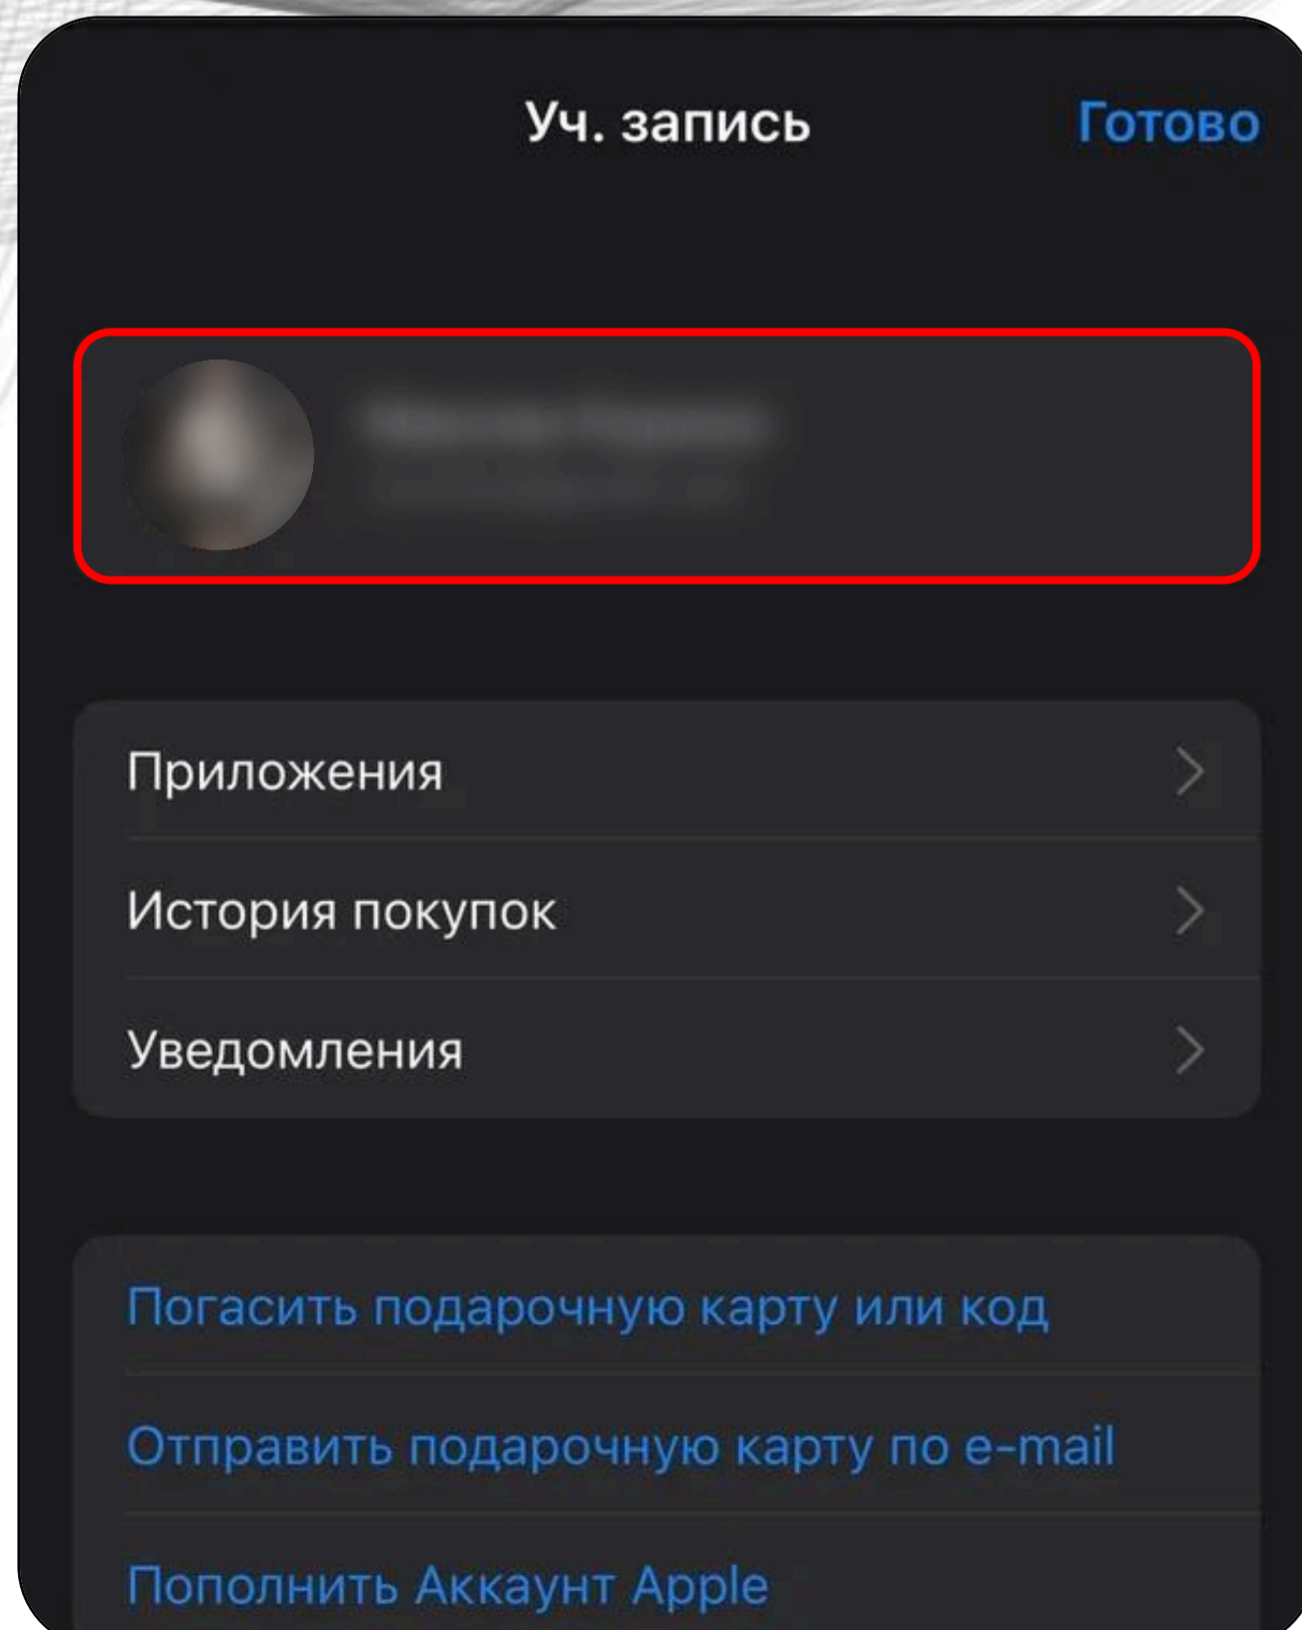 Уч. запись
Готово
Приложения
История покупок
Уведомления
Погасить подарочную карту или код
Отправить подарочную карту по e-mail
Пополнить Аккаунт Apple